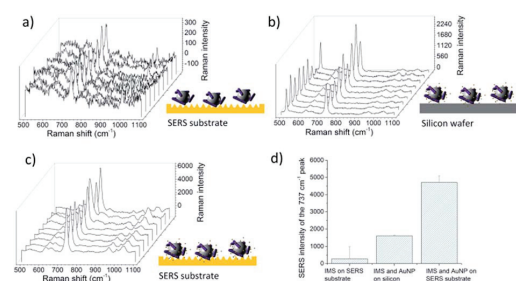 a)
300
200
100
0
-100
Raman intensity
500 600 700 800 900 1000 1100
Raman shift (cm-1)
SERS substrate
b)
2240
1680
1120
560
0
Raman intensity
500 600 700 800 900 1000 1100
Raman shift (cm-1)
Silicon wafer
c)
6000
4000
2000
0
Raman intensity
500 600 700 800 900 1000 1100
Raman shift (cm-1)
SERS substrate
d)
SERS intensity of the 737 cm-1 peak
6000
5000
4000
3000
2000
1000
0
IMS on SERS
substrate
IMS and AuNP
on silicon
IMS and AuNP on
SERS substrate